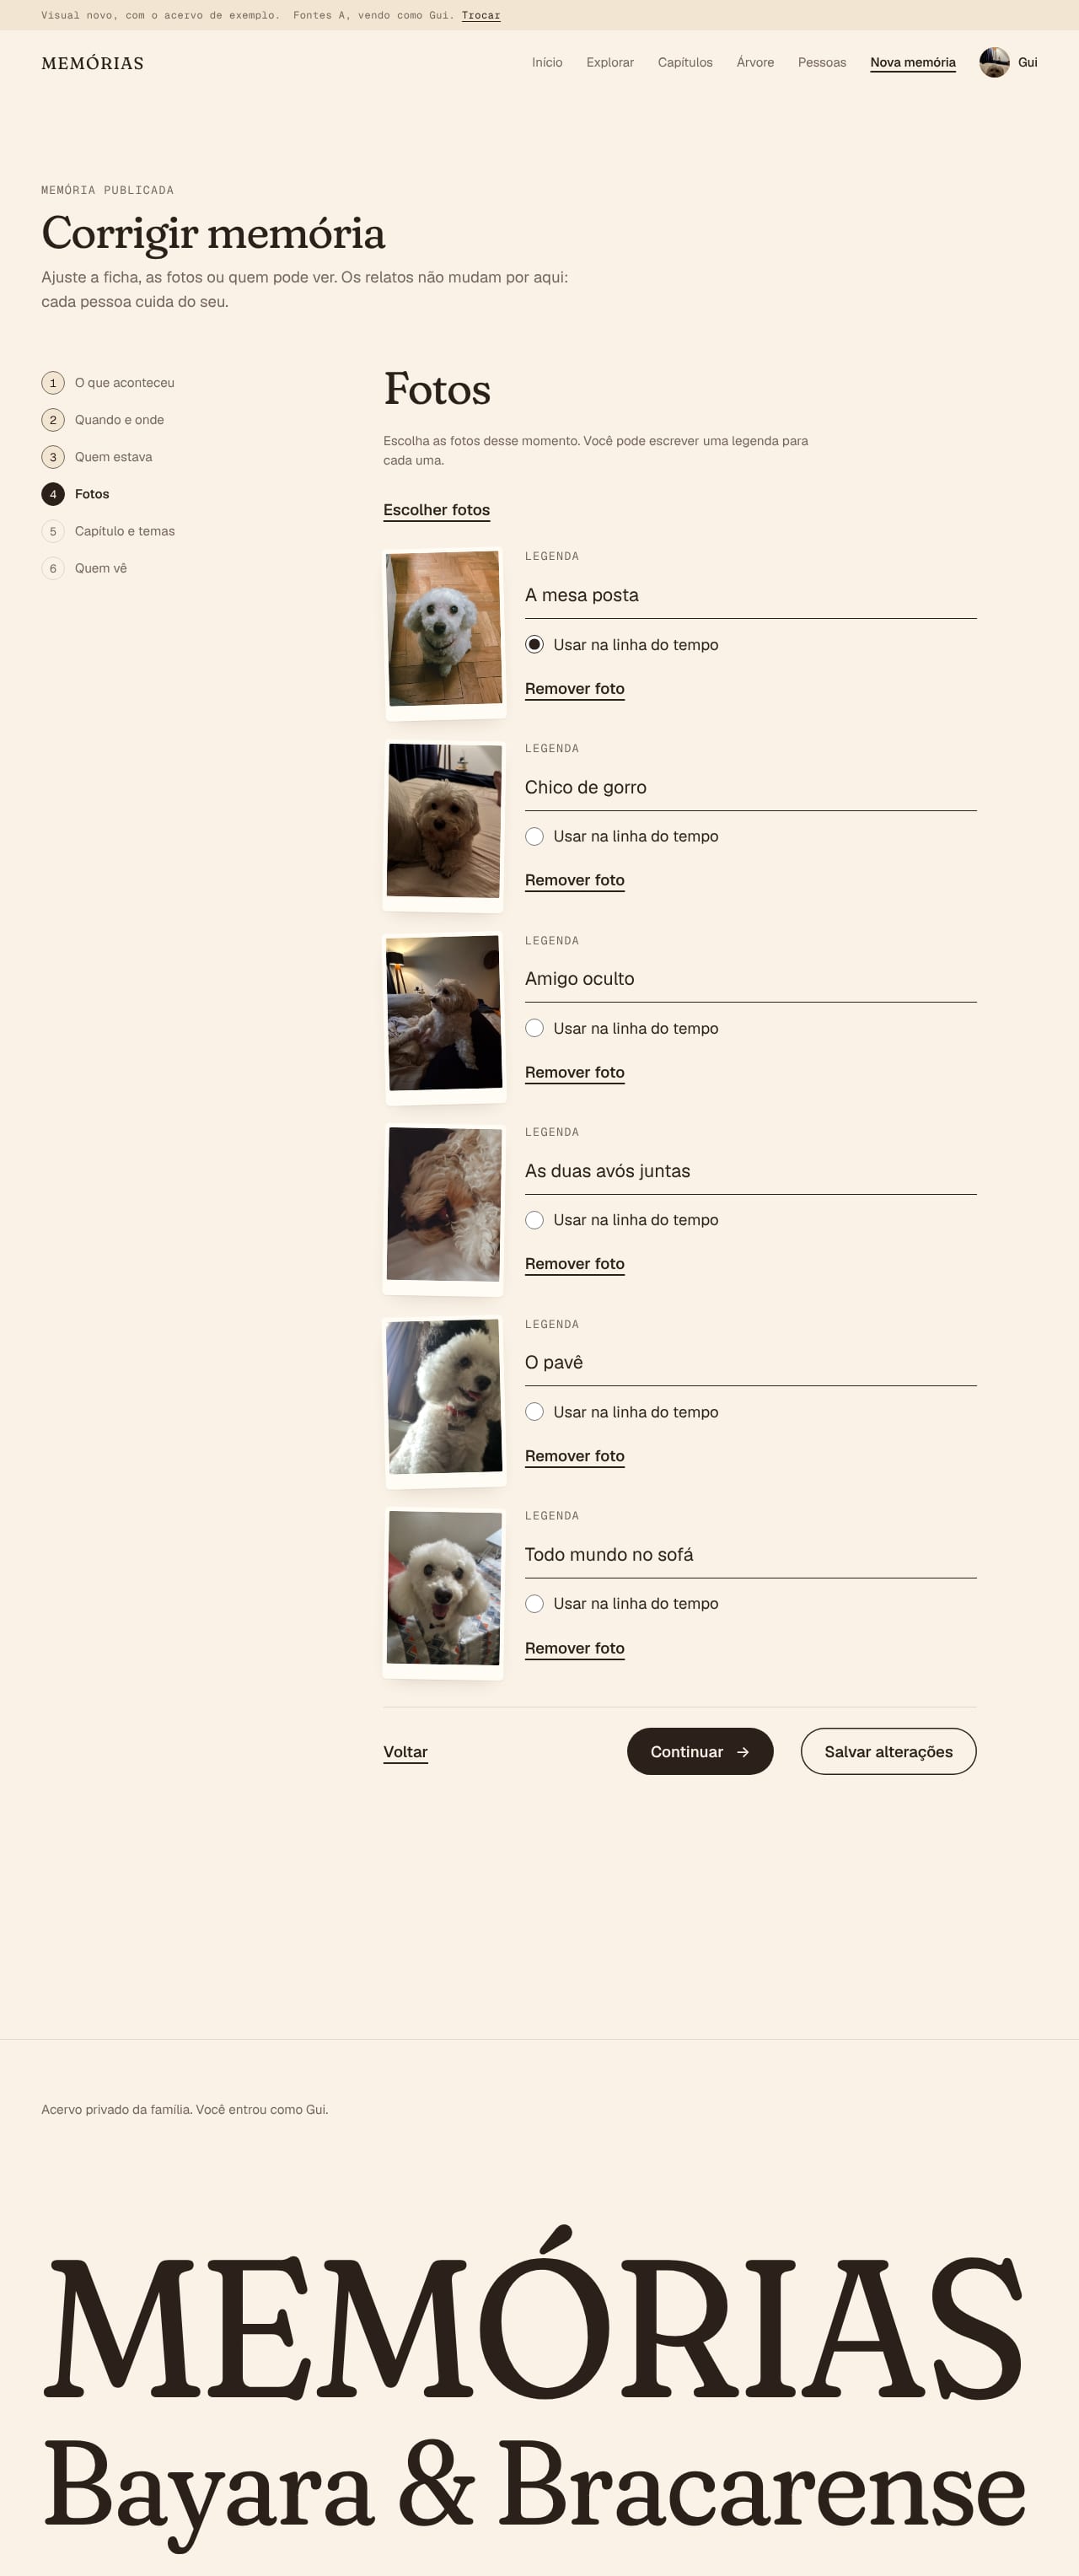 Visual novo, com o acervo de exemplo. Fontes A, vendo como Gui. Trocar
MEMÓRIAS
Início Explorar Capítulos Árvore Pessoas Nova memória Gui
MEMÓRIA PUBLICADA
Corrigir memória
Ajuste a ficha, as fotos ou quem pode ver. Os relatos não mudam por aqui:
cada pessoa cuida do seu.
1 O que aconteceu
2 Quando e onde
3 Quem estava
4 Fotos
5 Capítulo e temas
6 Quem vê
Fotos
Escolha as fotos desse momento. Você pode escrever uma legenda para
cada uma.
Escolher fotos
LEGENDA
A mesa posta
Usar na linha do tempo
Remover foto
LEGENDA
Chico de gorro
Usar na linha do tempo
Remover foto
LEGENDA
Amigo oculto
Usar na linha do tempo
Remover foto
LEGENDA
As duas avós juntas
Usar na linha do tempo
Remover foto
LEGENDA
O pavê
Usar na linha do tempo
Remover foto
LEGENDA
Todo mundo no sofá
Usar na linha do tempo
Remover foto
Voltar
Continuar →
Salvar alterações
Acervo privado da família. Você entrou como Gui.
MEMÓRIAS
Bayara & Bracarense